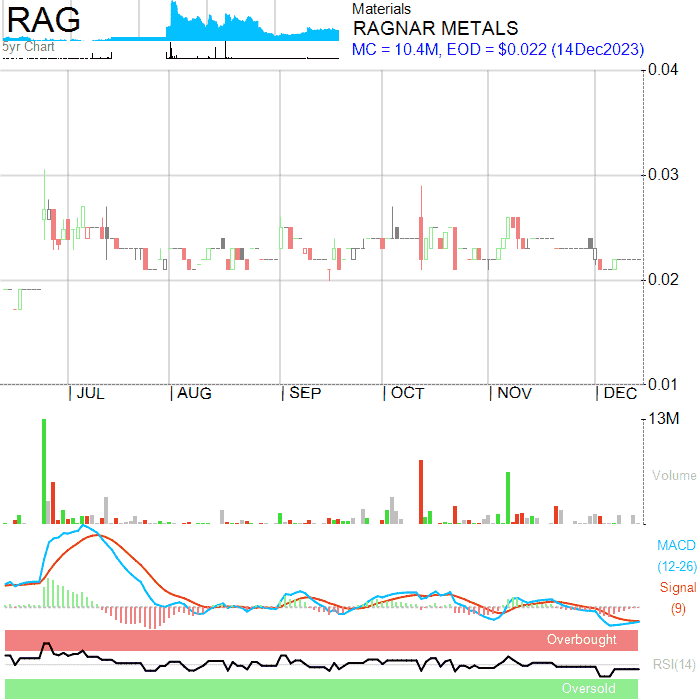 RAG
5yr Chart
Materials
RAGNAR METALS
MC = 10.4M, EOD = $0.022 (14Dec2023)
0.04
0.03
0.02
0.01
JUL
AUG
SEP
OCT
NOV
DEC
13M
Volume
MACD
(12-26)
Signal
(9)
Overbought
RSI(14)
Oversold